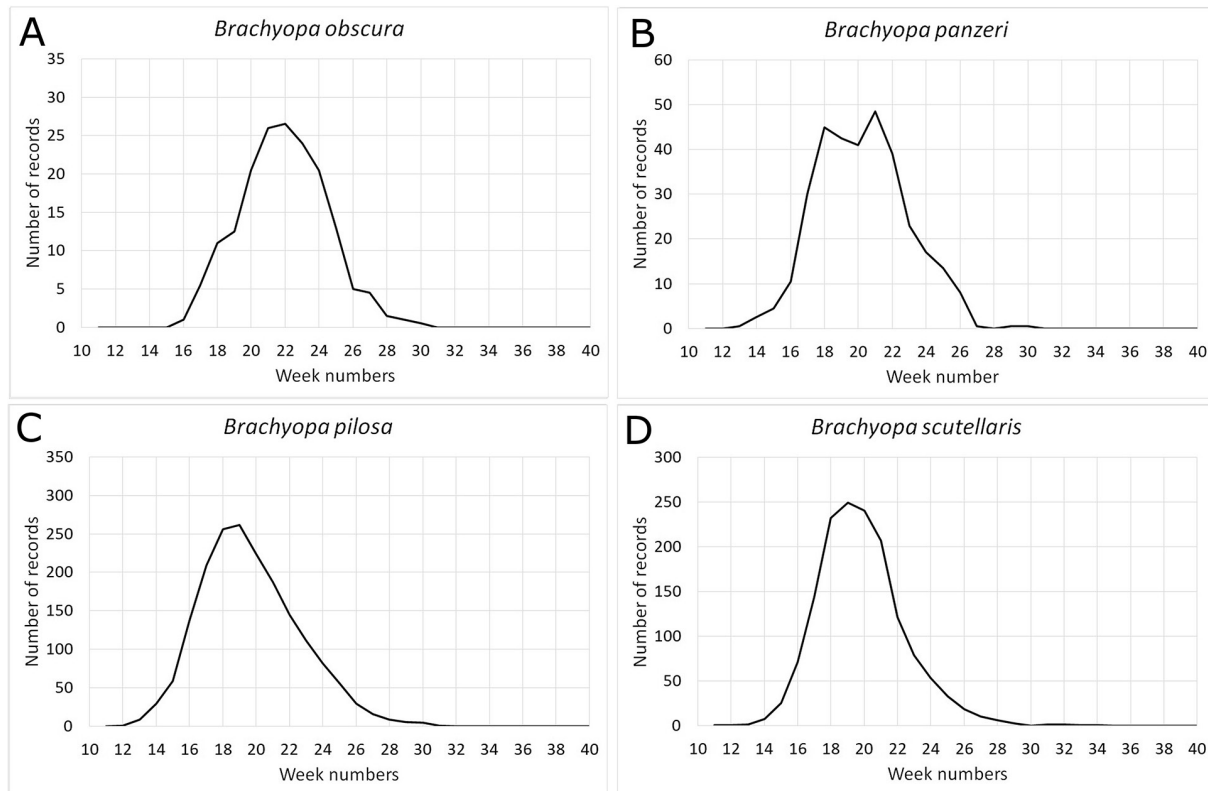 A
Brachyopa obscura
35
30
25
20
15
10
5
0
Number of records
10 12 14 16 18 20 22 24 26 28 30 32 34 36 38 40
Week numbers
B
Brachyopa panzeri
60
50
40
30
20
10
0
Number of records
10 12 14 16 18 20 22 24 26 28 30 32 34 36 38 40
Week number
C
Brachyopa pilosa
350
300
250
200
150
100
50
0
Number of records
10 12 14 16 18 20 22 24 26 28 30 32 34 36 38 40
Week numbers
D
Brachyopa scutellaris
300
250
200
150
100
50
0
Number of records
10 12 14 16 18 20 22 24 26 28 30 32 34 36 38 40
Week numbers